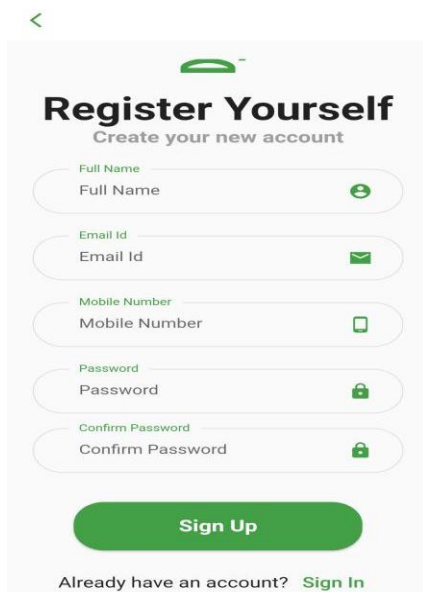 Register Yourself
Create your new account
Full Name
Full Name
Email Id
Email Id
Mobile Number
Mobile Number
Password
Password
Confirm Password
Confirm Password
Sign Up
Already have an account? Sign In